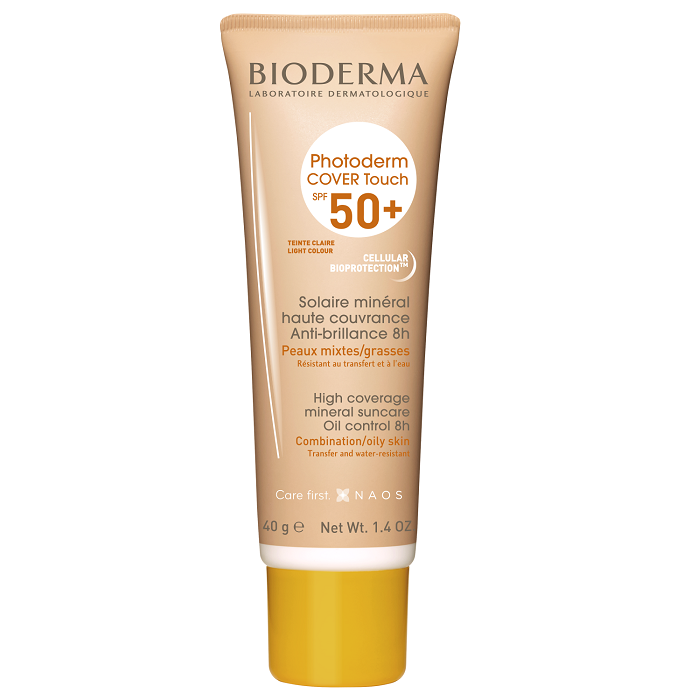 BIODERMA
LABORATOIRE DERMATOLOGIQUE
Photoderm
COVER Touch
SPF 50+
TEINTE CLAIRE
LIGHT COLOUR
CELLULAR
BIOPROTECTION™
Solaire minéral
haute couvrance
Anti-brillance 8h
Peaux mixtes/grasses
Résistant au transfert et à l'eau
High coverage
mineral suncare
Oil control 8h
Combination/oily skin
Transfer and water-resistant
Care first. NAOS
40 g ℮ Net Wt. 1.4 OZ